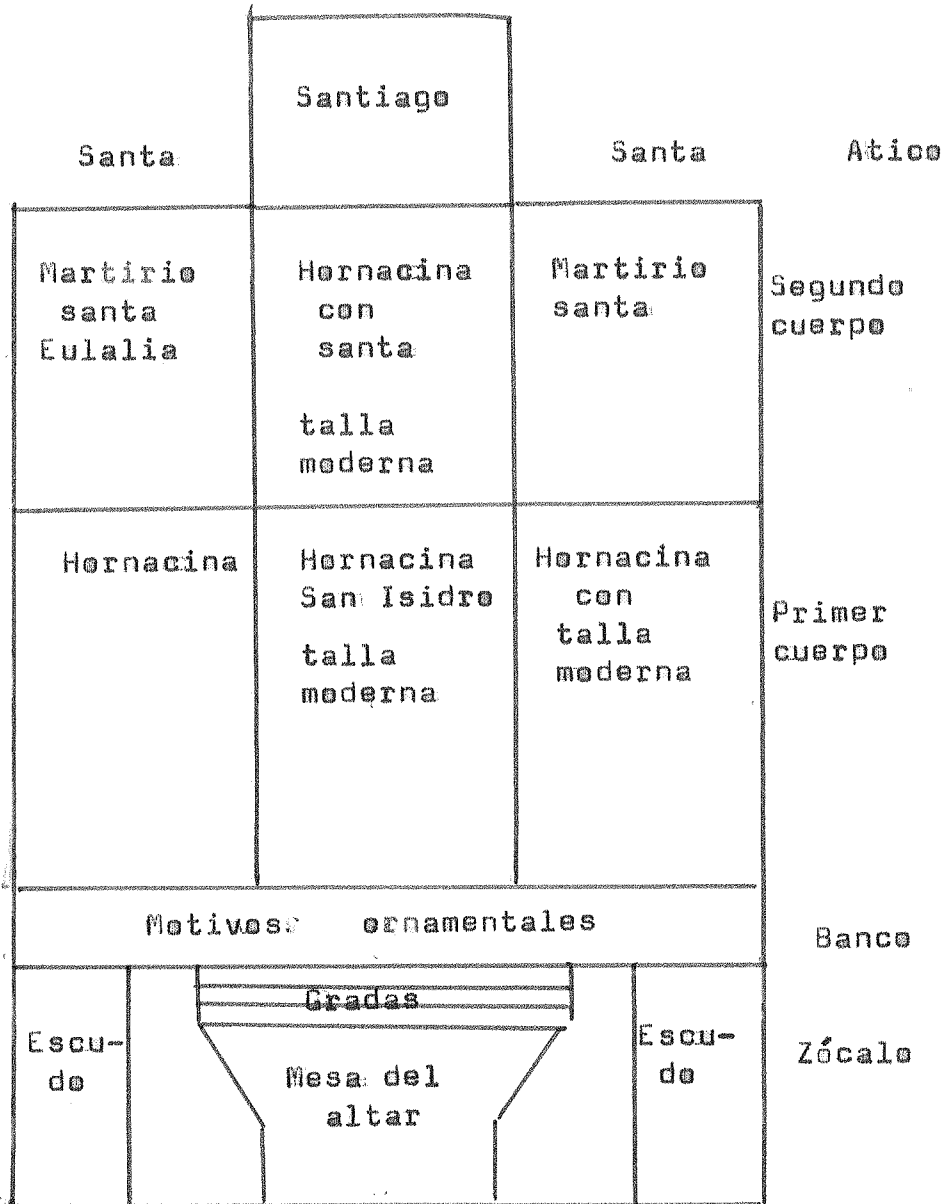 Santiago
Santa
Santa
Atico
Martirio
santa
Eulalia
Hornacina
con
santa
talla
moderna
Martirio
santa
Segundo
cuerpo
Hornacina
Hornacina
San Isidro
talla
moderna
Hornacina
con
talla
moderna
Primer
cuerpo
Motivos ornamentales
Banco
Gradas
Escu-
do
Mesa del
altar
Escu-
do
Zócalo